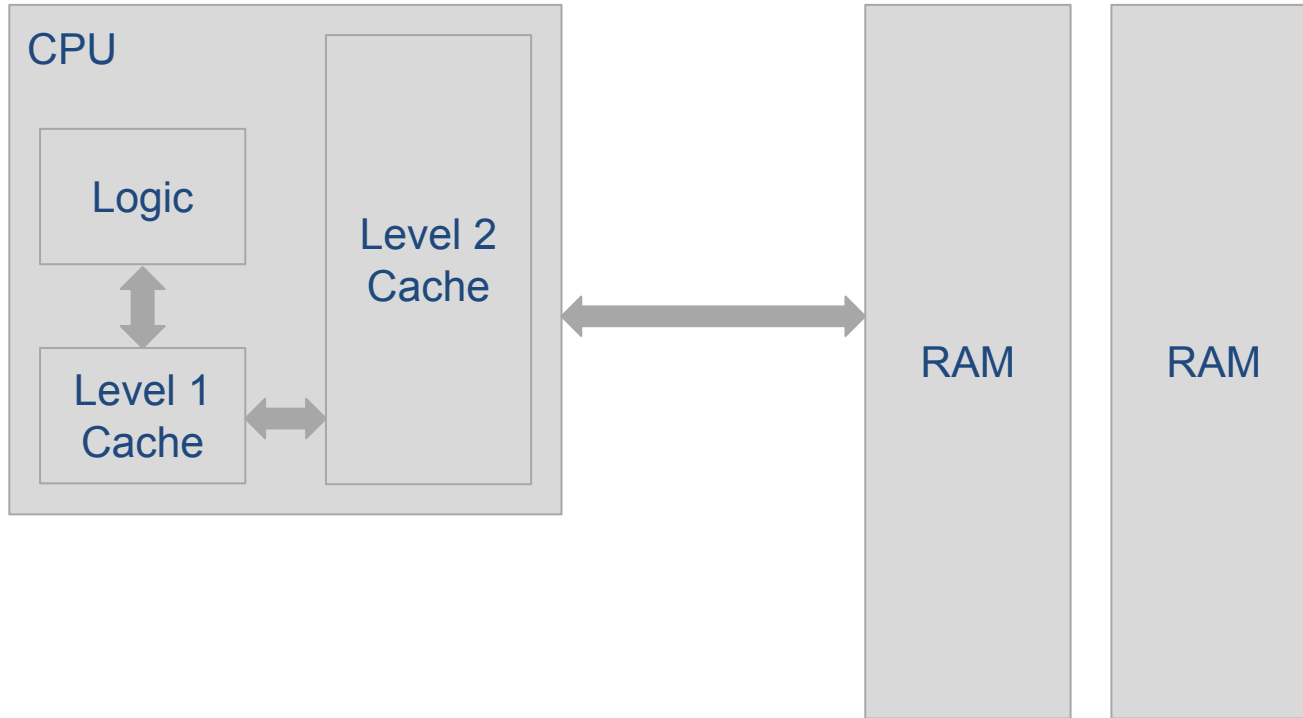 CPU
Logic
Level 1
Cache
Level 2
Cache
RAM
RAM